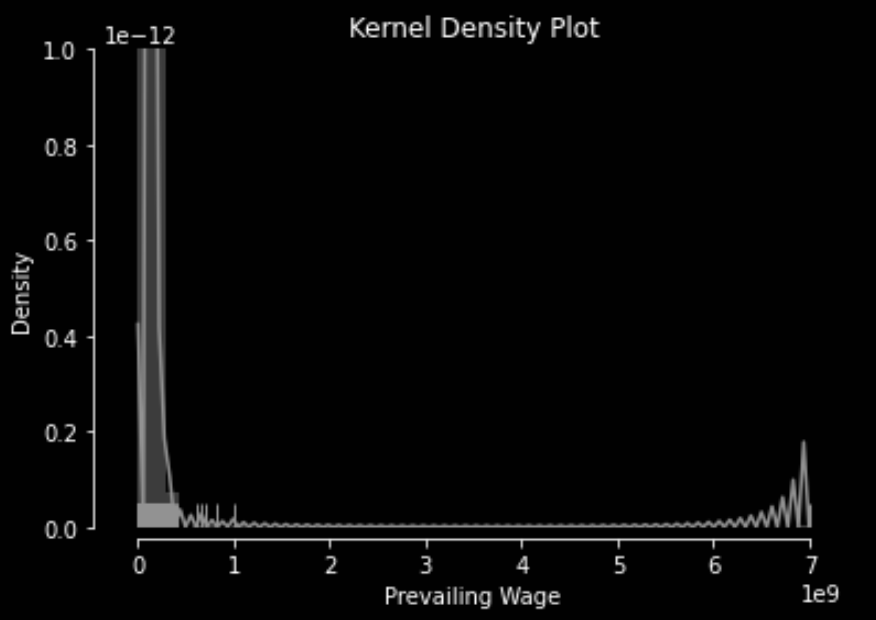 Kernel Density Plot
1e−12
1.0
0.8
0.6
0.4
0.2
0.0
Density
0 1 2 3 4 5 6 7
1e9
Prevailing Wage